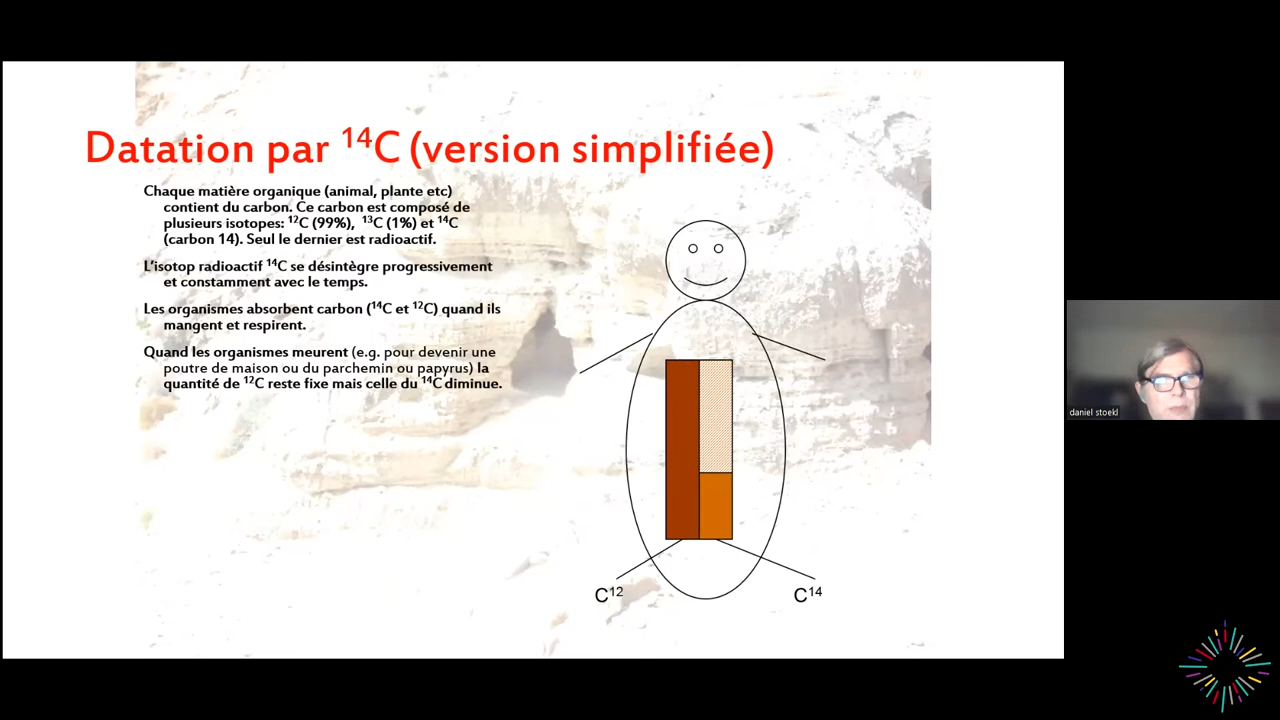 Datation par ¹⁴C (version simplifiée)
Chaque matière organique (animal, plante etc)
contient du carbon. Ce carbon est composé de
plusieurs isotopes: ¹²C (99%), ¹³C (1%) et ¹⁴C
(carbon 14). Seul le dernier est radioactif.
L'isotop radioactif ¹⁴C se désintègre progressivement
et constamment avec le temps.
Les organismes absorbent carbon (¹⁴C et ¹²C) quand ils
mangent et respirent.
Quand les organismes meurent (e.g. pour devenir une
poutre de maison ou du parchemin ou papyrus) la
quantité de ¹²C reste fixe mais celle du ¹⁴C diminue.
C¹²
C¹⁴
daniel stoekl